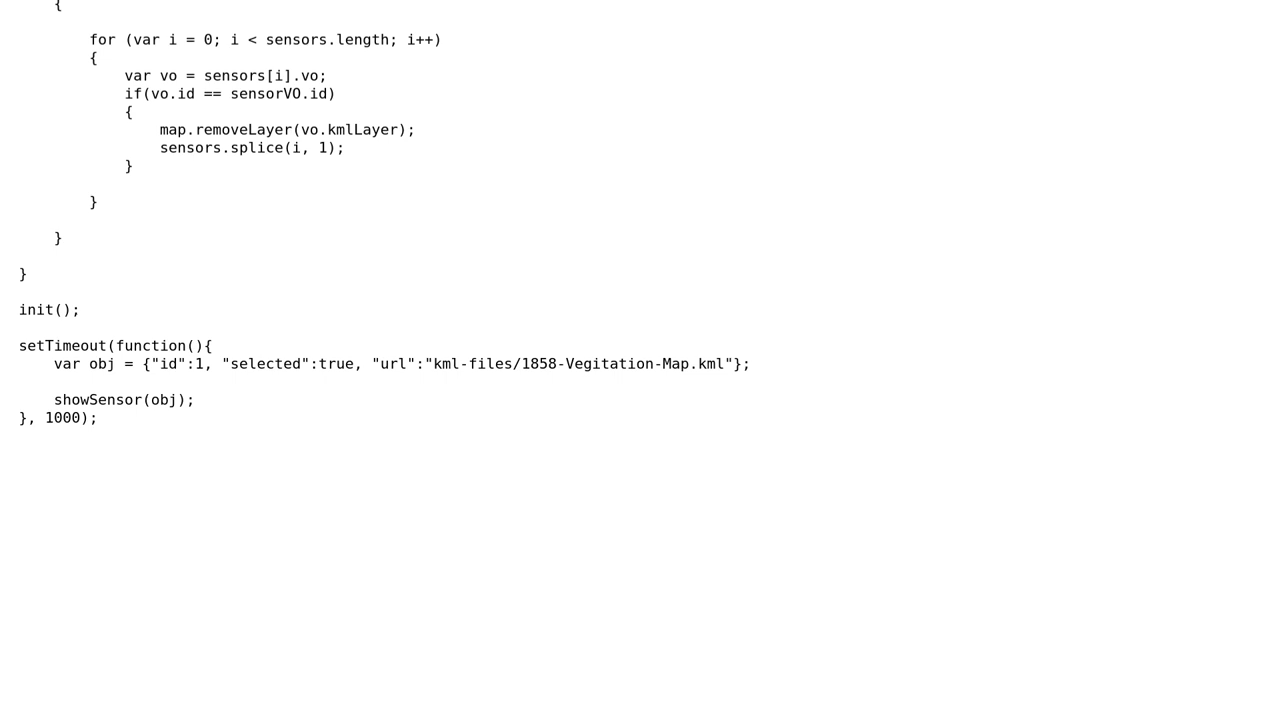 {

        for (var i = 0; i < sensors.length; i++)
        {
            var vo = sensors[i].vo;
            if(vo.id == sensorVO.id)
            {
                map.removeLayer(vo.kmlLayer);
                sensors.splice(i, 1);
            }

        }

    }

}

init();

setTimeout(function(){
    var obj = {"id":1, "selected":true, "url":"kml-files/1858-Vegitation-Map.kml"};

    showSensor(obj);
}, 1000);